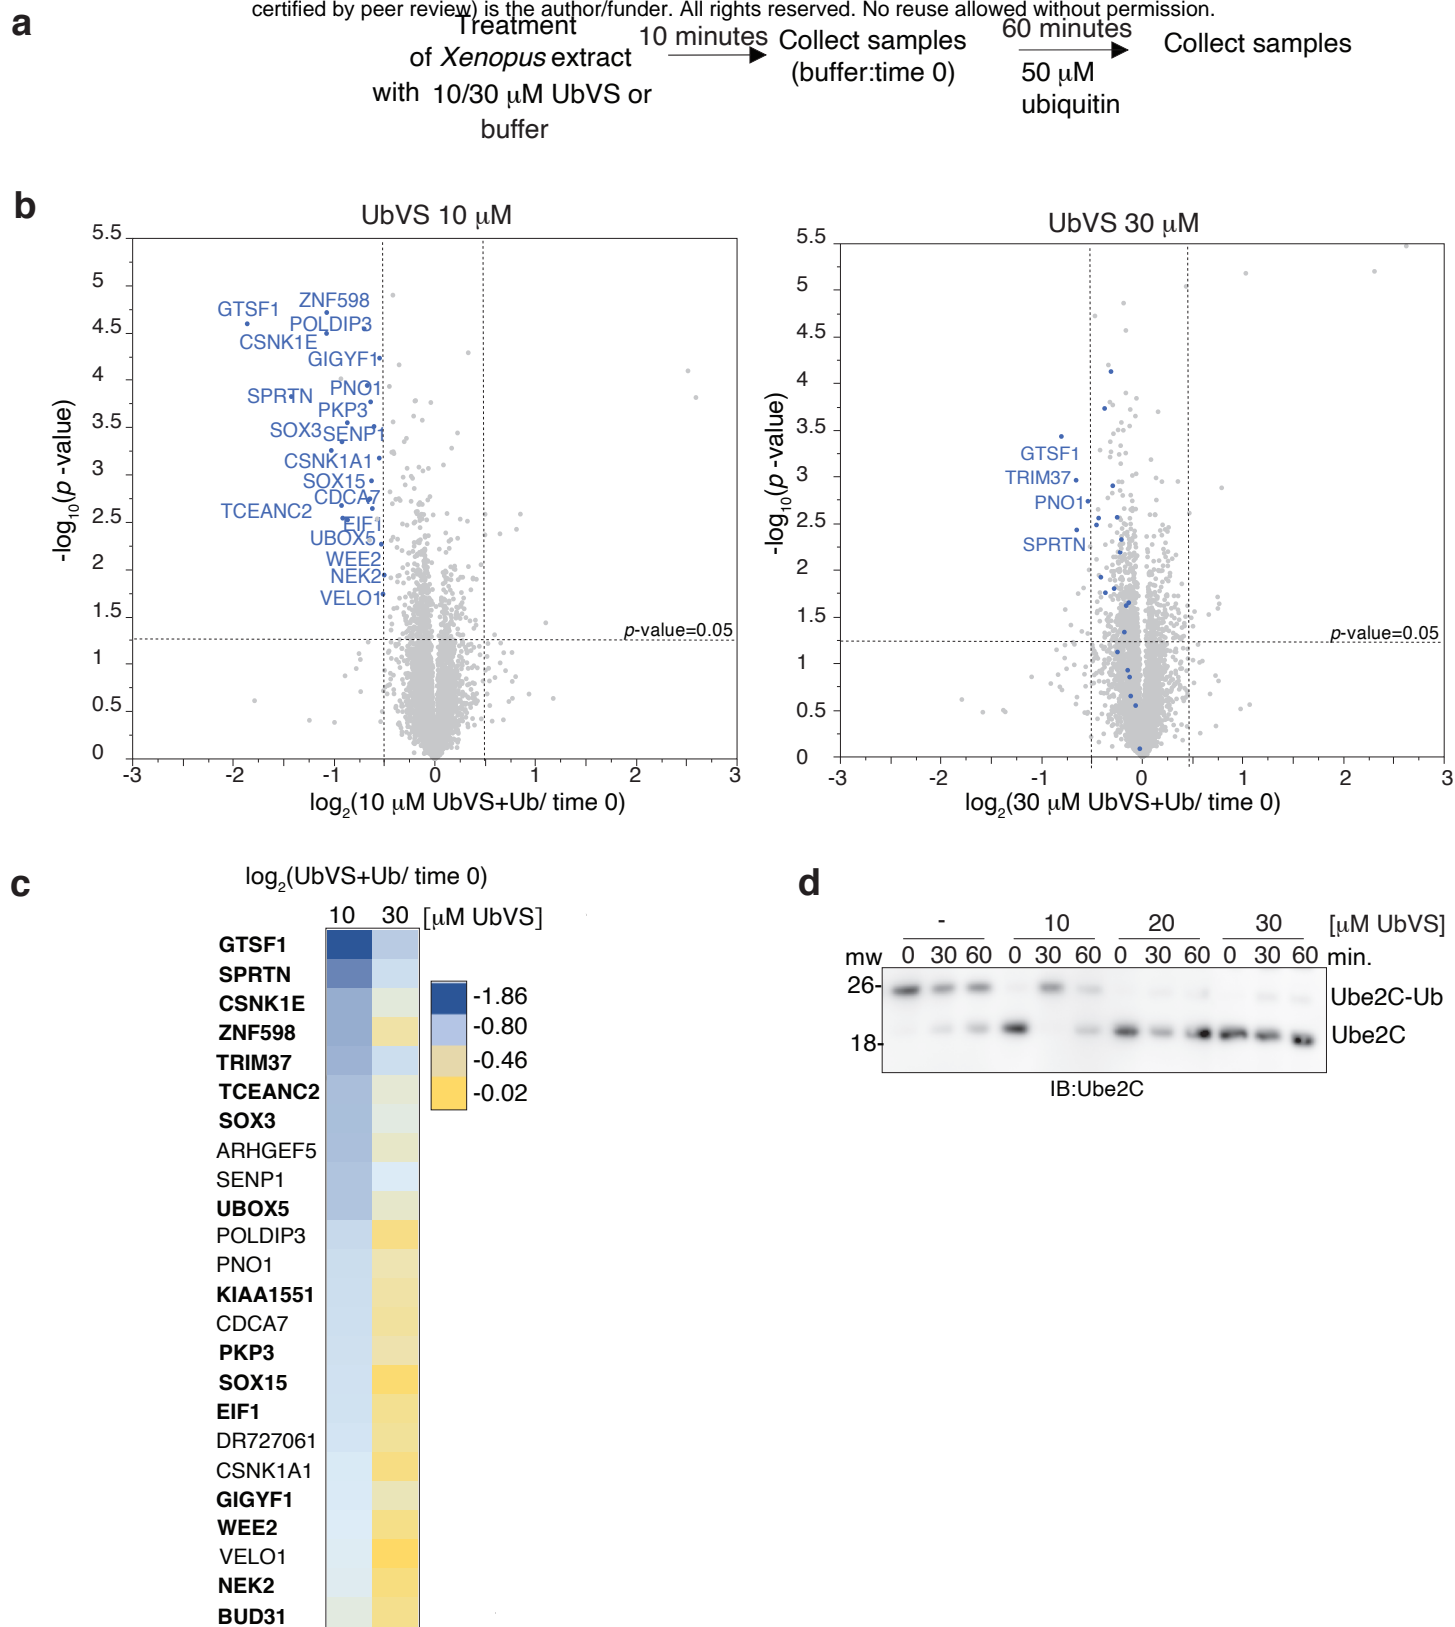 certified by peer review) is the author/funder. All rights reserved. No reuse allowed without permission.
a
Treatment
of Xenopus extract
with 10/30 μM UbVS or
buffer
10 minutes
Collect samples
(buffer:time 0)
60 minutes
50 μM
ubiquitin
Collect samples
b
UbVS 10 μM
5.5
5
4.5
4
3.5
3
2.5
2
1.5
1
0.5
0
-log10(p -value)
GTSF1
ZNF598
POLDIP3
CSNK1E
GIGYF1
PNO1
SPRTN
PKP3
SOX3
SENP1
CSNK1A1
SOX15
CDCA7
TCEANC2
EIF1
UBOX5
WEE2
NEK2
VELO1
p-value=0.05
-3 -2 -1 0 1 2 3
log2(10 μM UbVS+Ub/ time 0)
UbVS 30 μM
5.5
5
4.5
4
3.5
3
2.5
2
1.5
1
0.5
0
-log10(p -value)
GTSF1
TRIM37
PNO1
SPRTN
p-value=0.05
-3 -2 -1 0 1 2 3
log2(30 μM UbVS+Ub/ time 0)
c
log2(UbVS+Ub/ time 0)
10 30 [μM UbVS]
GTSF1
SPRTN
CSNK1E
ZNF598
TRIM37
TCEANC2
SOX3
ARHGEF5
SENP1
UBOX5
POLDIP3
PNO1
KIAA1551
CDCA7
PKP3
SOX15
EIF1
DR727061
CSNK1A1
GIGYF1
WEE2
VELO1
NEK2
BUD31
-1.86
-0.80
-0.46
-0.02
d
- 10 20 30 [μM UbVS]
mw 0 30 60 0 30 60 0 30 60 0 30 60 min.
26-
18-
Ube2C-Ub
Ube2C
IB:Ube2C